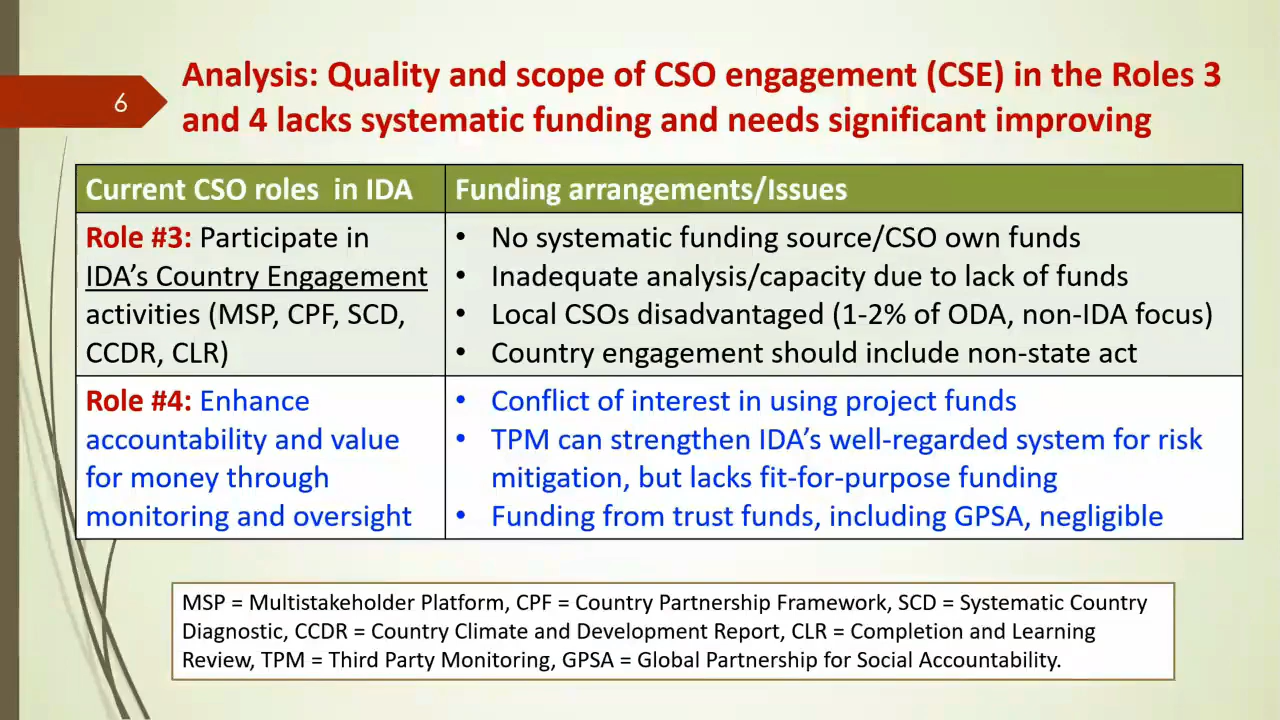 6
Analysis: Quality and scope of CSO engagement (CSE) in the Roles 3
and 4 lacks systematic funding and needs significant improving
Current CSO roles in IDA
Funding arrangements/Issues
Role #3: Participate in
IDA’s Country Engagement
activities (MSP, CPF, SCD,
CCDR, CLR)
• No systematic funding source/CSO own funds
• Inadequate analysis/capacity due to lack of funds
• Local CSOs disadvantaged (1-2% of ODA, non-IDA focus)
• Country engagement should include non-state act
Role #4: Enhance
accountability and value
for money through
monitoring and oversight
• Conflict of interest in using project funds
• TPM can strengthen IDA’s well-regarded system for risk
mitigation, but lacks fit-for-purpose funding
• Funding from trust funds, including GPSA, negligible
MSP = Multistakeholder Platform, CPF = Country Partnership Framework, SCD = Systematic Country
Diagnostic, CCDR = Country Climate and Development Report, CLR = Completion and Learning
Review, TPM = Third Party Monitoring, GPSA = Global Partnership for Social Accountability.